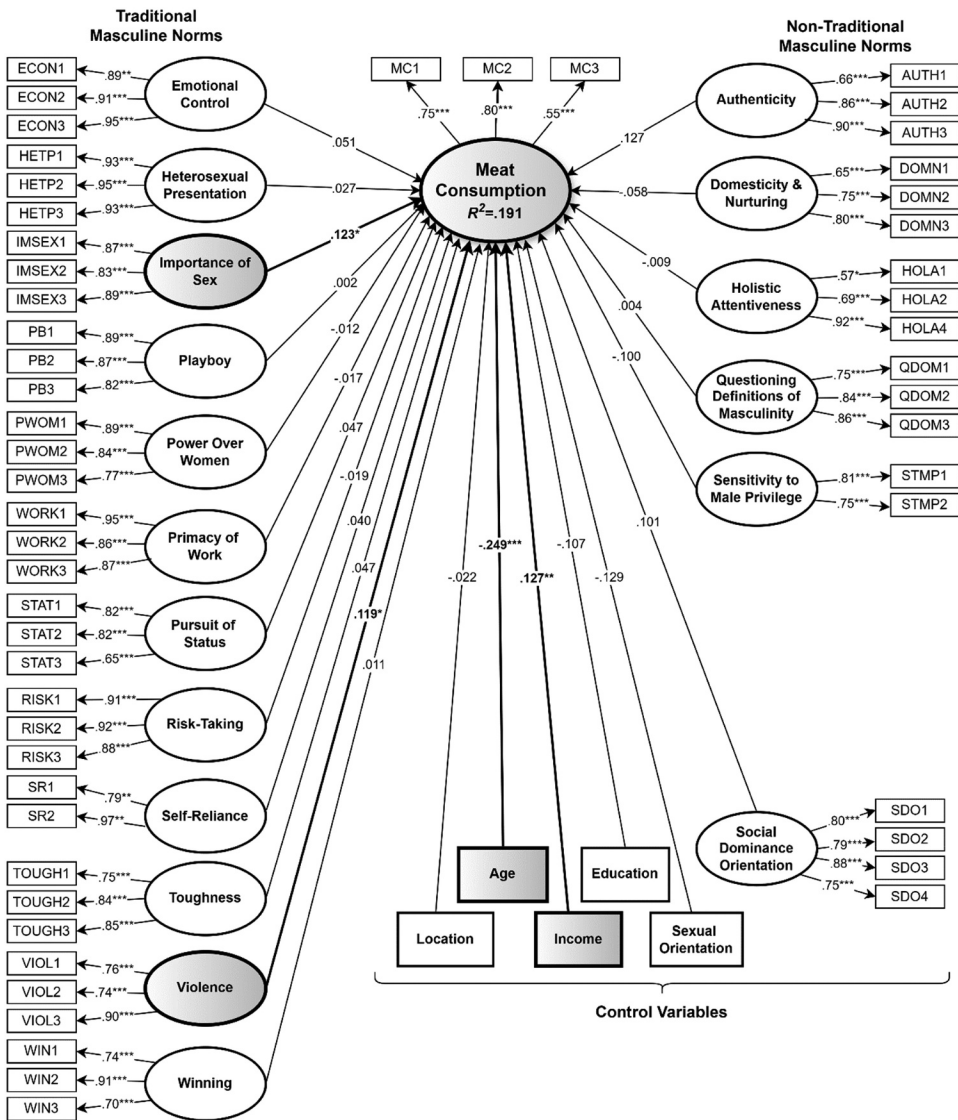 Traditional
Masculine Norms
Non-Traditional
Masculine Norms
ECON1
.89**
ECON2
.91***
ECON3
.95***
Emotional
Control
.051
HETP1
.93***
HETP2
.95***
HETP3
.93***
Heterosexual
Presentation
.027
IMSEX1
.87***
IMSEX2
.83***
IMSEX3
.89***
Importance of
Sex
.123*
PB1
.89***
PB2
.87***
PB3
.82***
Playboy
.002
PWOM1
.89***
PWOM2
.84***
PWOM3
.77***
Power Over
Women
-.012
WORK1
.95***
WORK2
.86***
WORK3
.87***
Primacy of
Work
-.017
STAT1
.82***
STAT2
.82***
STAT3
.65***
Pursuit of
Status
.047
RISK1
.91***
RISK2
.92***
RISK3
.88***
Risk-Taking
-.019
SR1
.79**
SR2
.97**
Self-Reliance
.040
TOUGH1
.75***
TOUGH2
.84***
TOUGH3
.85***
Toughness
.047
VIOL1
.76***
VIOL2
.74***
VIOL3
.90***
Violence
.119*
WIN1
.74***
WIN2
.91***
WIN3
.70***
Winning
.011
MC1
MC2
MC3
.75***
.80***
.55***
Meat
Consumption
R²=.191
Authenticity
.127
.66***
AUTH1
.86***
AUTH2
.90***
AUTH3
Domesticity &
Nurturing
-.058
.65***
DOMN1
.75***
DOMN2
.80***
DOMN3
Holistic
Attentiveness
-.009
.57*
HOLA1
.69***
HOLA2
.92***
HOLA4
Questioning
Definitions of
Masculinity
.004
.75***
QDOM1
.84***
QDOM2
.86***
QDOM3
Sensitivity to
Male Privilege
-.100
.81***
STMP1
.75***
STMP2
Social
Dominance
Orientation
.101
.80***
SDO1
.79***
SDO2
.88***
SDO3
.75***
SDO4
-.022
-.249***
.127**
-.107
-.129
Age
Education
Location
Income
Sexual
Orientation
Control Variables